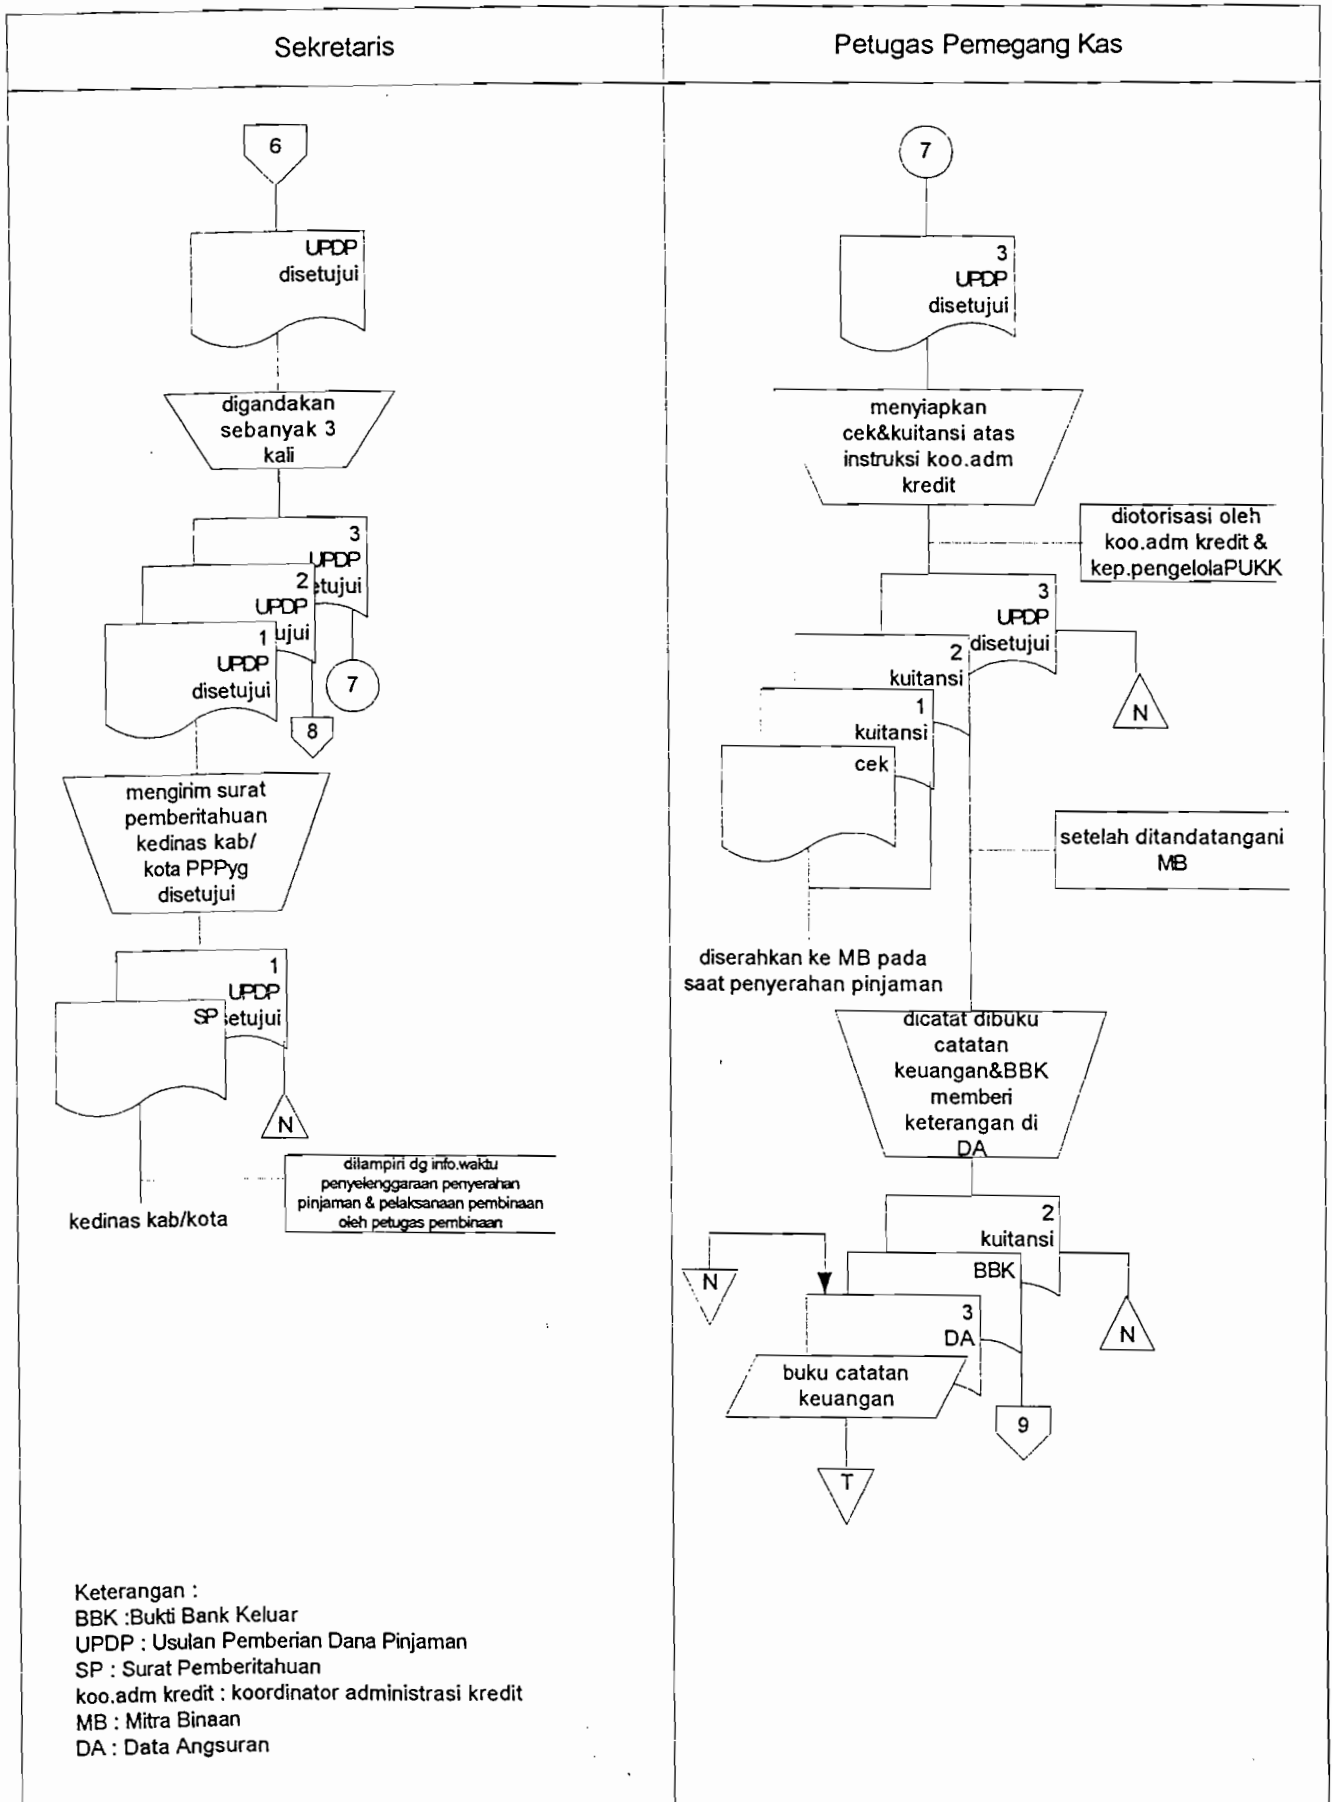 Sekretaris
Petugas Pemegang Kas
6
UPDP
disetujui
digandakan
sebanyak 3
kali
3
UPDP
etujui
2
UPDP
ujui
1
UPDP
disetujui
7
8
mengirim surat
pemberitahuan
kedinas kab/
kota PPPyg
disetujui
1
UPDP
setujui
SP
N
dilampiri dg info.waktu
penyelenggaraan penyerahan
pinjaman & pelaksanaan pembinaan
oleh petugas pembinaan
kedinas kab/kota
Keterangan :
BBK :Bukti Bank Keluar
UPDP : Usulan Pemberian Dana Pinjaman
SP : Surat Pemberitahuan
koo.adm kredit : koordinator administrasi kredit
MB : Mitra Binaan
DA : Data Angsuran
7
3
UPDP
disetujui
menyiapkan
cek&kuitansi atas
instruksi koo.adm
kredit
diotorisasi oleh
koo.adm kredit &
kep.pengelolaPUKK
3
UPDP
disetujui
2
kuitansi
1
kuitansi
cek
N
setelah ditandatangani
MB
diserahkan ke MB pada
saat penyerahan pinjaman
dicatat dibuku
catatan
keuangan&BBK
memberi
keterangan di
DA
2
kuitansi
BBK
3
DA
buku catatan
keuangan
N
N
9
T